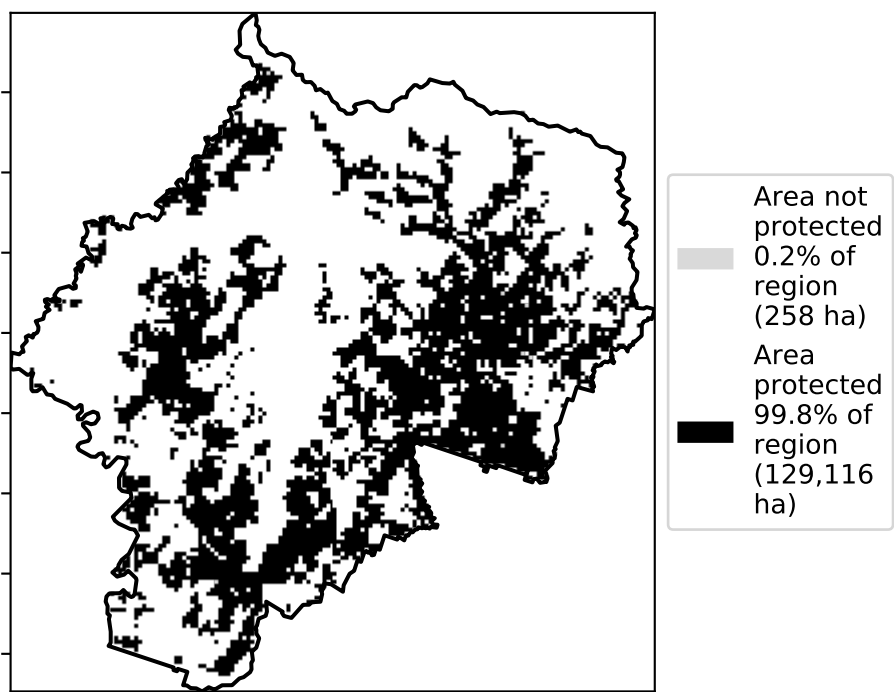 Area not
protected
0.2% of
region
(258 ha)
Area
protected
99.8% of
region
(129,116
ha)